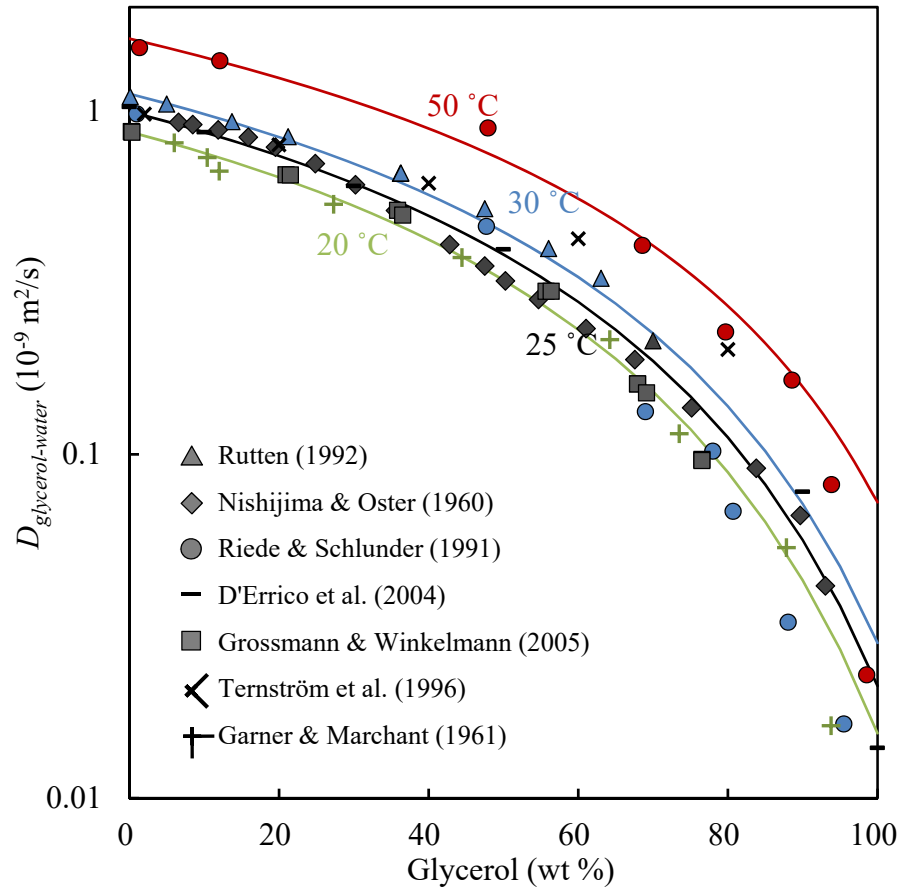 50 ˚C
1
30 ˚C
20 ˚C
25 ˚C
D_glycerol-water (10⁻⁹ m²/s)
0.1
Rutten (1992)
Nishijima & Oster (1960)
Riede & Schlunder (1991)
D'Errico et al. (2004)
Grossmann & Winkelmann (2005)
Ternström et al. (1996)
Garner & Marchant (1961)
0.01
0 20 40 60 80 100
Glycerol (wt %)